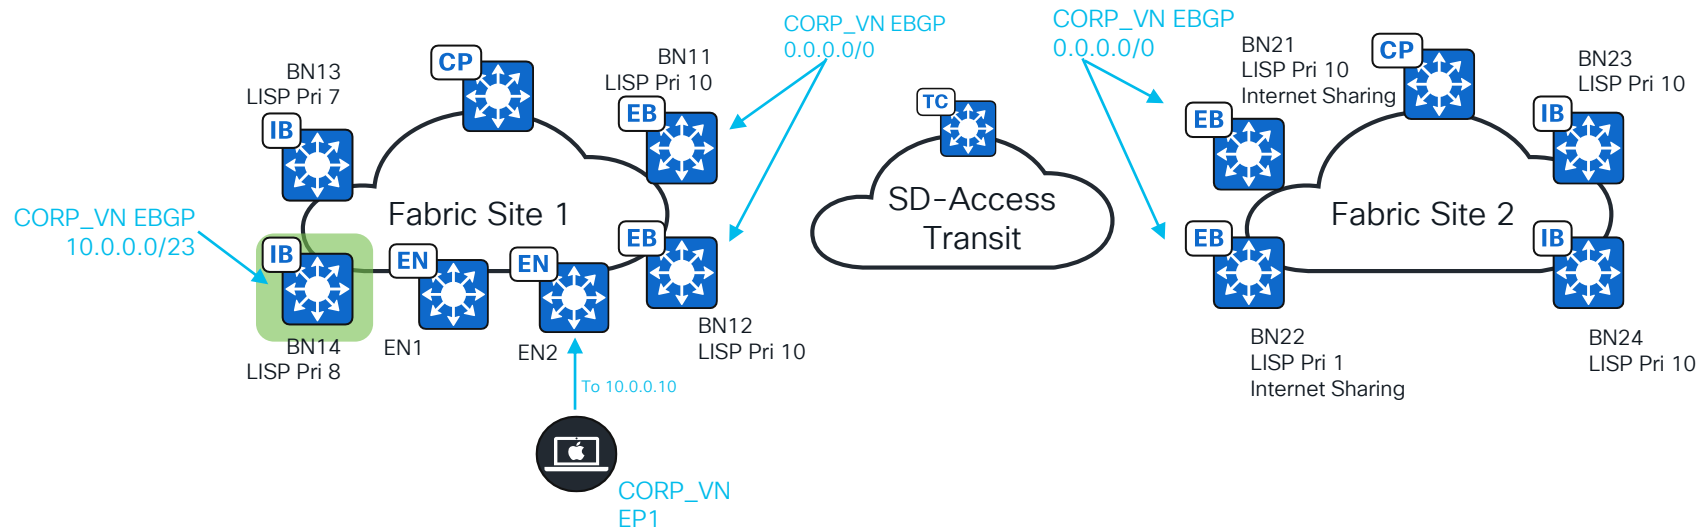 CORP_VN EBGP
0.0.0.0/0
CORP_VN EBGP
0.0.0.0/0
BN13
LISP Pri 7
CP
BN11
LISP Pri 10
BN21
LISP Pri 10
Internet Sharing
CP
BN23
LISP Pri 10
IB
EB
TC
EB
IB
CORP_VN EBGP
10.0.0.0/23
Fabric Site 1
SD-Access
Transit
Fabric Site 2
IB
EN
EN
EB
EB
IB
BN14
LISP Pri 8
EN1
EN2
BN12
LISP Pri 10
BN22
LISP Pri 1
Internet Sharing
BN24
LISP Pri 10
To 10.0.0.10
CORP_VN
EP1